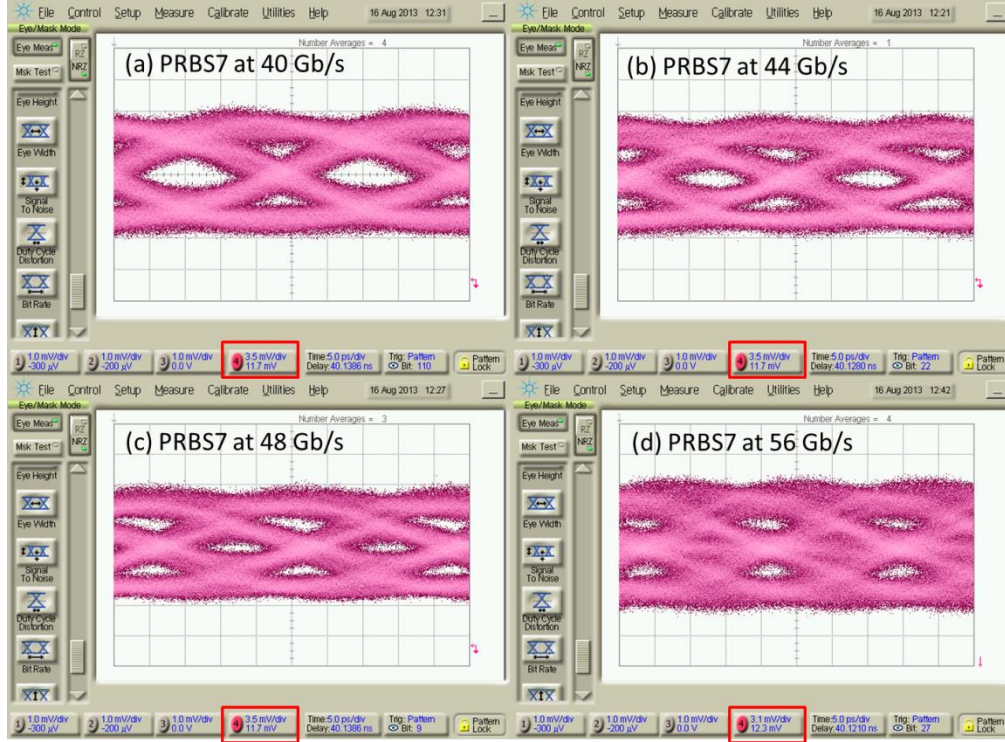 File Control Setup Measure Calibrate Utilities Help 16 Aug 2013 12:31
Eye/Mask Mode
Number Averages = 4
Eye Meas
RZ
NRZ
Msk Test
(a) PRBS7 at 40 Gb/s
Eye Height
Eye Width
Signal
To Noise
Duty Cycle
Distortion
Bit Rate
1) 1.0 mV/div 2) 1.0 mV/div 3) 1.0 mV/div 4) 3.5 mV/div Time:5.0 ps/div Trig: Pattern Pattern
-300 µV -200 µV 0.0 V 11.7 mV Delay:40.1386 ns Bit: 110 Lock
File Control Setup Measure Calibrate Utilities Help 16 Aug 2013 12:21
Eye/Mask Mode
Number Averages = 1
Eye Meas
RZ
NRZ
Msk Test
(b) PRBS7 at 44 Gb/s
Eye Height
Eye Width
Signal
To Noise
Duty Cycle
Distortion
Bit Rate
1) 1.0 mV/div 2) 1.0 mV/div 3) 1.0 mV/div 4) 3.5 mV/div Time:5.0 ps/div Trig: Pattern Pattern
-300 µV -200 µV 0.0 V 11.7 mV Delay:40.1280 ns Bit: 22 Lock
File Control Setup Measure Calibrate Utilities Help 16 Aug 2013 12:27
Eye/Mask Mode
Number Averages = 3
Eye Meas
RZ
NRZ
Msk Test
(c) PRBS7 at 48 Gb/s
Eye Height
Eye Width
Signal
To Noise
Duty Cycle
Distortion
Bit Rate
1) 1.0 mV/div 2) 1.0 mV/div 3) 1.0 mV/div 4) 3.5 mV/div Time:5.0 ps/div Trig: Pattern Pattern
-300 µV -200 µV 0.0 V 11.7 mV Delay:40.1386 ns Bit: 9 Lock
File Control Setup Measure Calibrate Utilities Help 16 Aug 2013 12:42
Eye/Mask Mode
Number Averages = 4
Eye Meas
RZ
NRZ
Msk Test
(d) PRBS7 at 56 Gb/s
Eye Height
Eye Width
Signal
To Noise
Duty Cycle
Distortion
Bit Rate
1) 1.0 mV/div 2) 1.0 mV/div 3) 1.0 mV/div 4) 3.1 mV/div Time:5.0 ps/div Trig: Pattern Pattern
-300 µV -200 µV 0.0 V 12.3 mV Delay:40.1210 ns Bit: 27 Lock